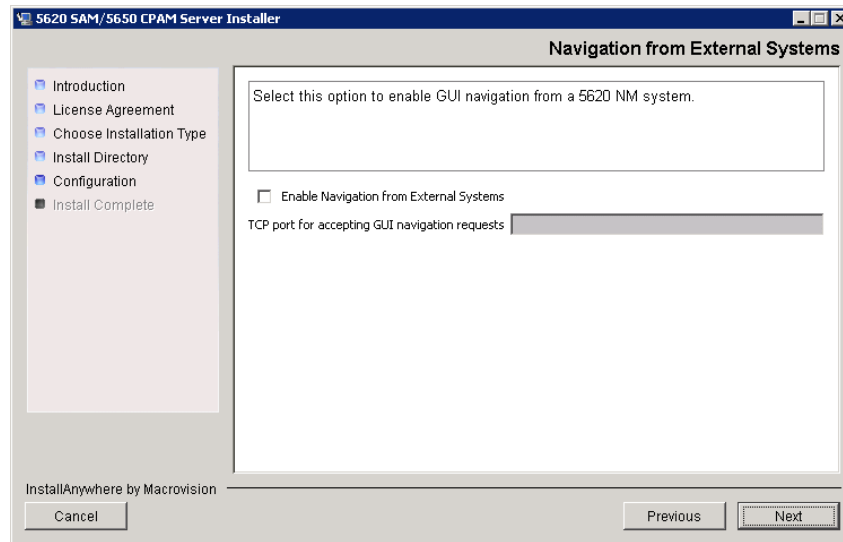 5620 SAM/5650 CPAM Server Installer
Navigation from External Systems
Introduction
License Agreement
Choose Installation Type
Install Directory
Configuration
Install Complete
Select this option to enable GUI navigation from a 5620 NM system.
Enable Navigation from External Systems
TCP port for accepting GUI navigation requests
InstallAnywhere by Macrovision
Cancel
Previous
Next